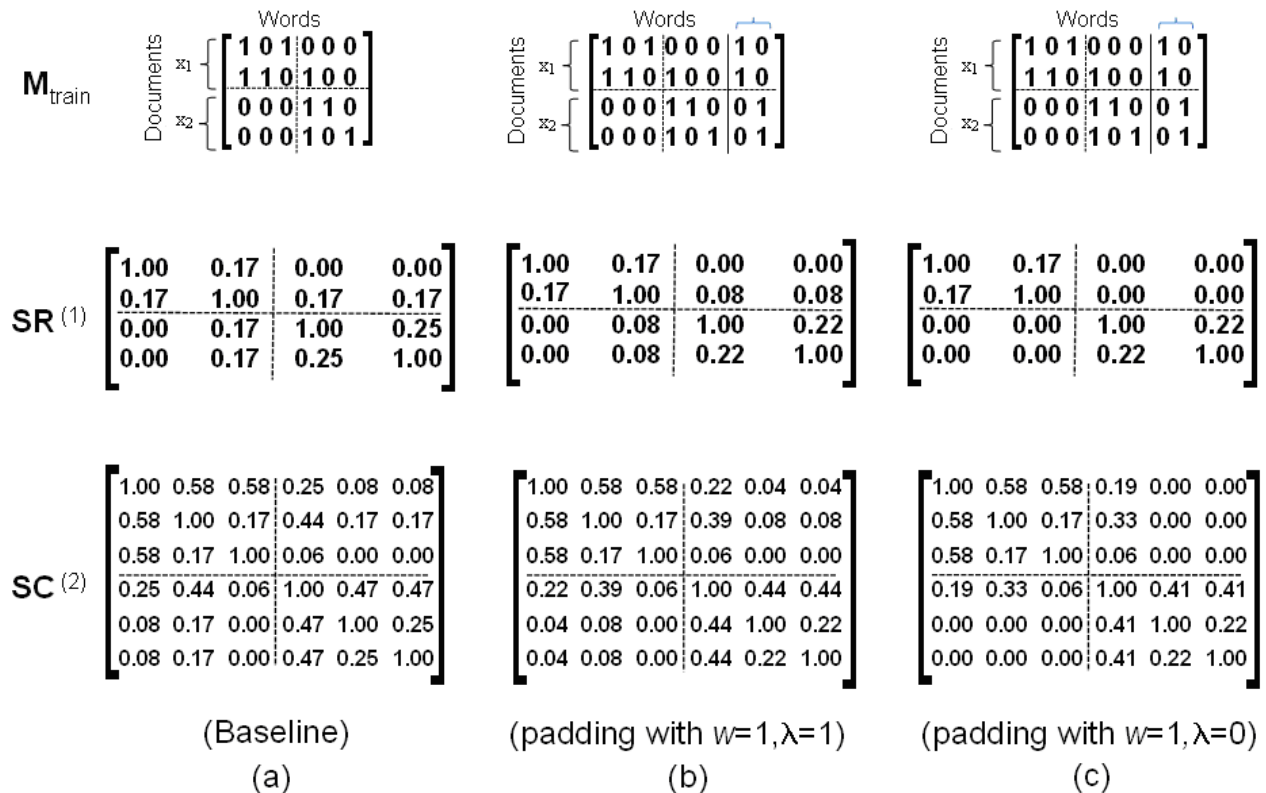 Words
Words
Words
M train
Documents
x1
x2
1 0 1 0 0 0
1 1 0 1 0 0
0 0 0 1 1 0
0 0 0 1 0 1
Documents
x1
x2
1 0 1 0 0 0 1 0
1 1 0 1 0 0 1 0
0 0 0 1 1 0 0 1
0 0 0 1 0 1 0 1
Documents
x1
x2
1 0 1 0 0 0 1 0
1 1 0 1 0 0 1 0
0 0 0 1 1 0 0 1
0 0 0 1 0 1 0 1
SR (1)
1.00 0.17 0.00 0.00
0.17 1.00 0.17 0.17
0.00 0.17 1.00 0.25
0.00 0.17 0.25 1.00
1.00 0.17 0.00 0.00
0.17 1.00 0.08 0.08
0.00 0.08 1.00 0.22
0.00 0.08 0.22 1.00
1.00 0.17 0.00 0.00
0.17 1.00 0.00 0.00
0.00 0.00 1.00 0.22
0.00 0.00 0.22 1.00
SC (2)
1.00 0.58 0.58 0.25 0.08 0.08
0.58 1.00 0.17 0.44 0.17 0.17
0.58 0.17 1.00 0.06 0.00 0.00
0.25 0.44 0.06 1.00 0.47 0.47
0.08 0.17 0.00 0.47 1.00 0.25
0.08 0.17 0.00 0.47 0.25 1.00
1.00 0.58 0.58 0.22 0.04 0.04
0.58 1.00 0.17 0.39 0.08 0.08
0.58 0.17 1.00 0.06 0.00 0.00
0.22 0.39 0.06 1.00 0.44 0.44
0.04 0.08 0.00 0.44 1.00 0.22
0.04 0.08 0.00 0.44 0.22 1.00
1.00 0.58 0.58 0.19 0.00 0.00
0.58 1.00 0.17 0.33 0.00 0.00
0.58 0.17 1.00 0.06 0.00 0.00
0.19 0.33 0.06 1.00 0.41 0.41
0.00 0.00 0.00 0.41 1.00 0.22
0.00 0.00 0.00 0.41 0.22 1.00
(Baseline)
(a)
(padding with w=1,λ=1)
(b)
(padding with w=1,λ=0)
(c)